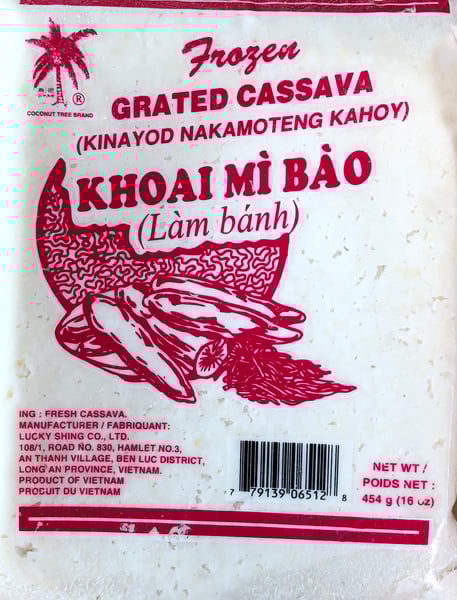 Frozen
®
COCONUT TREE BRAND
GRATED CASSAVA
(KINAYOD NAKAMOTENG KAHOY)
KHOAI MÌ BÀO
(Làm bánh)
ING : FRESH CASSAVA.
MANUFACTURER / FABRIQUANT:
LUCKY SHING CO., LTD.
108/1, ROAD NO. 830, HAMLET NO.3,
AN THANH VILLAGE, BEN LUC DISTRICT,
LONG AN PROVINCE, VIETNAM.
PRODUCT OF VIETNAM
PRODUIT DU VIETNAM
7 79139 06512 8
NET WT /
POIDS NET :
454 g (16 oz)